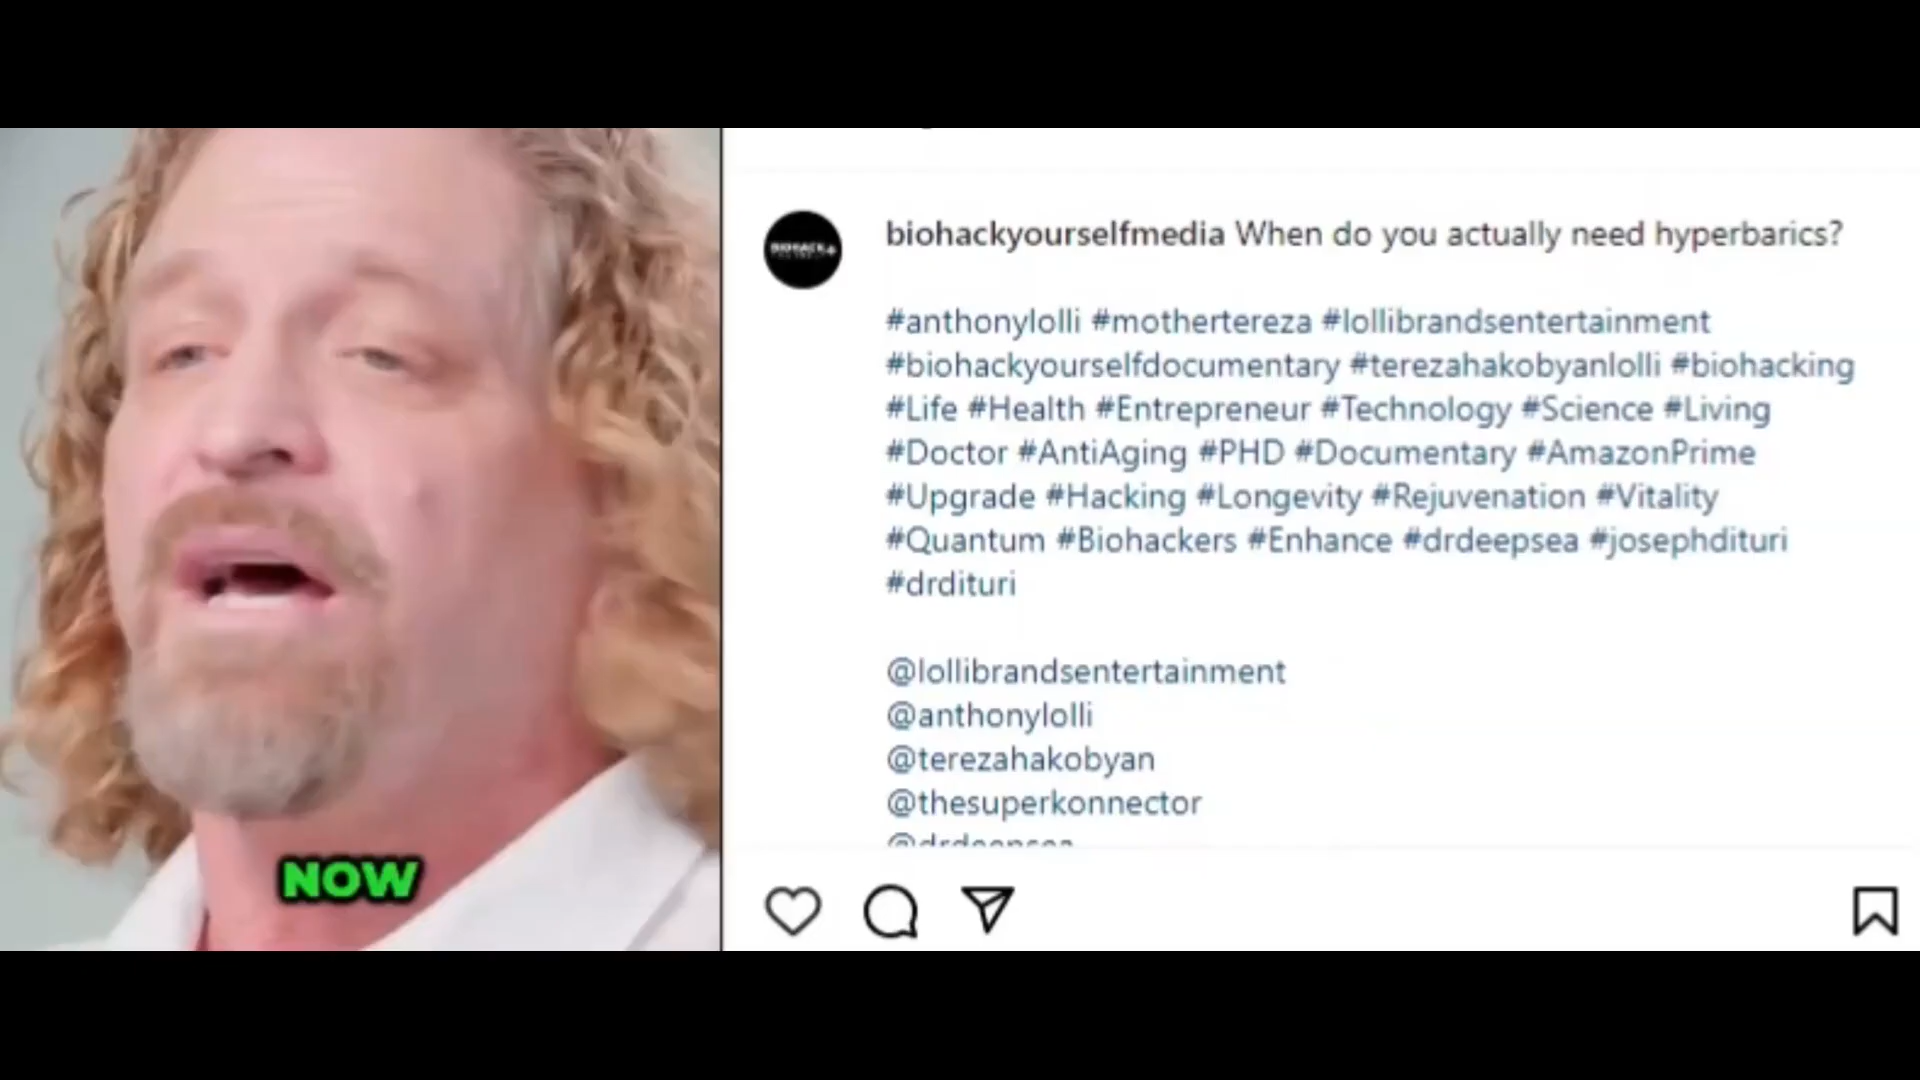 biohackyourselfmedia When do you actually need hyperbarics?
#anthonylolli #mothertereza #lollibrandsentertainment
#biohackyourselfdocumentary #terezahakobyanlolli #biohacking
#Life #Health #Entrepreneur #Technology #Science #Living
#Doctor #AntiAging #PHD #Documentary #AmazonPrime
#Upgrade #Hacking #Longevity #Rejuvenation #Vitality
#Quantum #Biohackers #Enhance #drdeepsea #josephdituri
#drdituri
@lollibrandsentertainment
@anthonylolli
@terezahakobyan
@thesuperkonnector
@drdeepsea
NOW